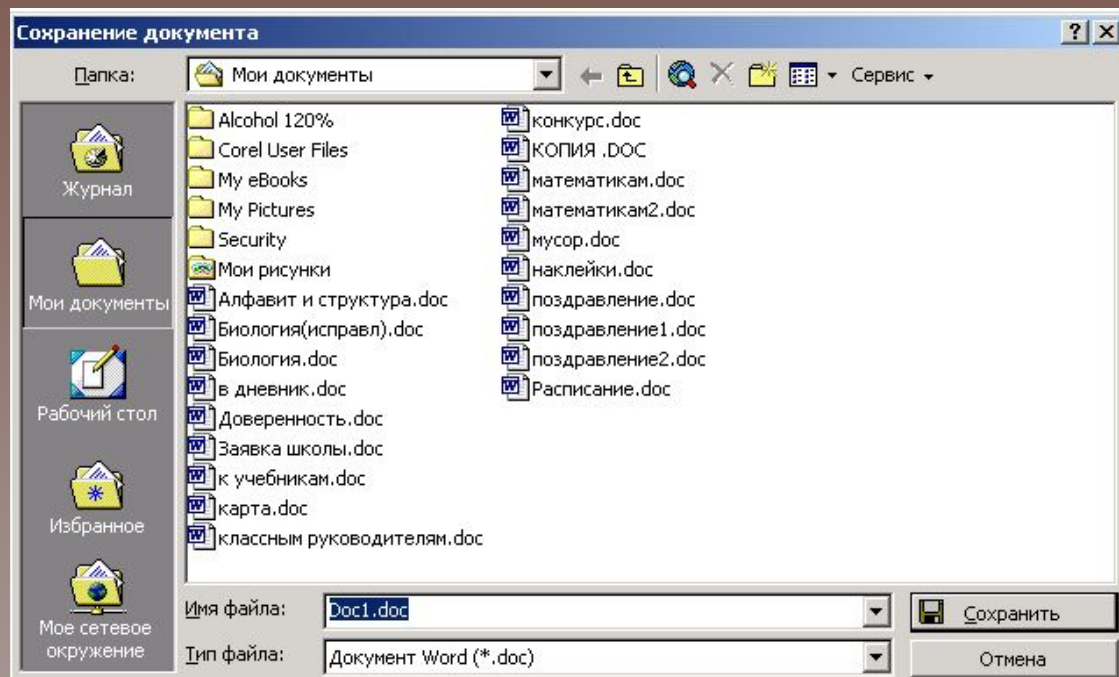 Сохранение документа
Папка: Мои документы Сервис
Журнал
Мои документы
Рабочий стол
Избранное
Мое сетевое
окружение
Alcohol 120%
Corel User Files
My eBooks
My Pictures
Security
Мои рисунки
Алфавит и структура.doc
Биология(исправл).doc
Биология.doc
в дневник.doc
Доверенность.doc
Заявка школы.doc
к учебникам.doc
карта.doc
классным руководителям.doc
конкурс.doc
КОПИЯ .DOC
математикам.doc
математикам2.doc
мусор.doc
наклейки.doc
поздравление.doc
поздравление1.doc
поздравление2.doc
Расписание.doc
Имя файла: Doc1.doc Сохранить
Тип файла: Документ Word (*.doc) Отмена